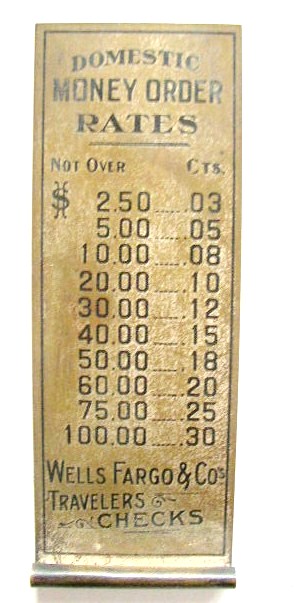 DOMESTIC
MONEY ORDER
RATES
NOT OVER CTS.
$ 2.50.....03
5.00.....05
10.00.....08
20.00.....10
30.00.....12
40.00.....15
50.00.....18
60.00.....20
75.00.....25
100.00.....30
WELLS FARGO & CO'S
TRAVELERS
CHECKS